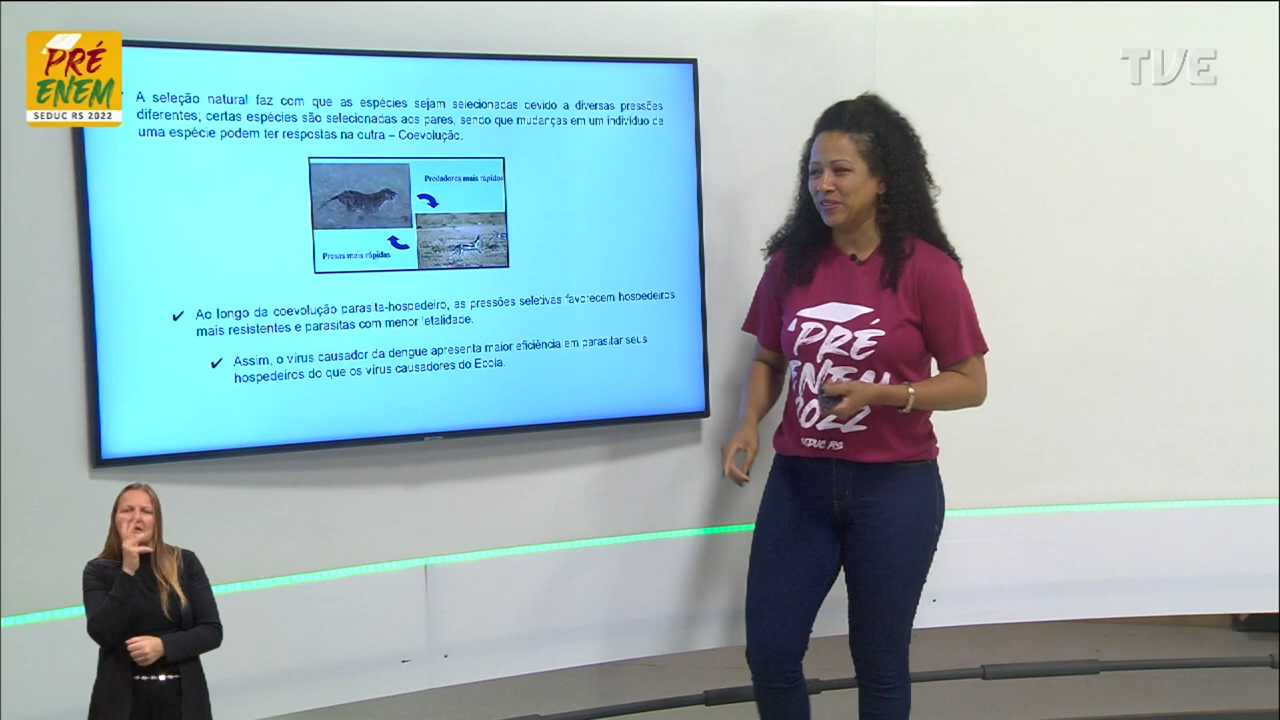 PRÉ
ENEM
SEDUC RS 2022
TVE
A seleção natural faz com que as espécies sejam selecionadas devido a diversas pressões
diferentes; certas espécies são selecionadas aos pares, sendo que mudanças em um indivíduo de
uma espécie podem ter respostas na outra – Coevolução.
Predadores mais rápidos
Presas mais rápidas
✔ Ao longo da coevolução parasita-hospedeiro, as pressões seletivas favorecem hospedeiros
mais resistentes e parasitas com menor letalidade.
✔ Assim, o vírus causador da dengue apresenta maior eficiência em parasitar seus
hospedeiros do que os vírus causadores do Ebola.
PRÉ
ENEM
2022
SEDUC RS